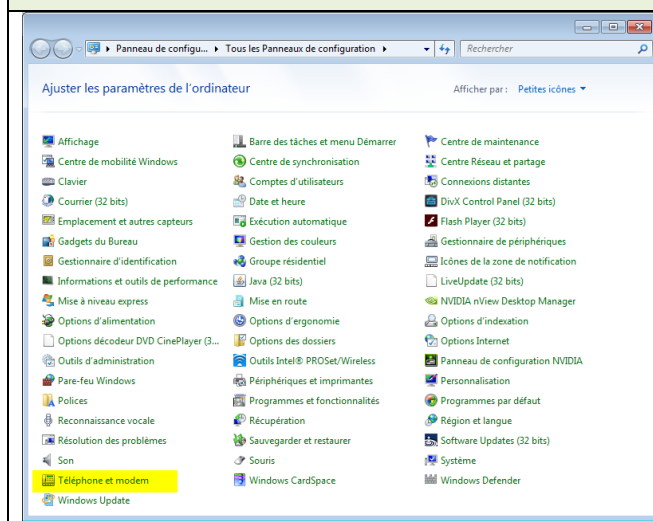 Panneau de configu... Tous les Panneaux de configuration Rechercher
Ajuster les paramètres de l'ordinateur Afficher par : Petites icônes
Affichage Barre des tâches et menu Démarrer Centre de maintenance
Centre de mobilité Windows Centre de synchronisation Centre Réseau et partage
Clavier Comptes d'utilisateurs Connexions distantes
Courrier (32 bits) Date et heure DivX Control Panel (32 bits)
Emplacement et autres capteurs Exécution automatique Flash Player (32 bits)
Gadgets du Bureau Gestion des couleurs Gestionnaire de périphériques
Gestionnaire d'identification Groupe résidentiel Icônes de la zone de notification
Informations et outils de performance Java (32 bits) LiveUpdate (32 bits)
Mise à niveau express Mise en route NVIDIA nView Desktop Manager
Options d'alimentation Options d'ergonomie Options d'indexation
Options décodeur DVD CinePlayer (3... Options des dossiers Options Internet
Outils d'administration Outils Intel® PROSet/Wireless Panneau de configuration NVIDIA
Pare-feu Windows Périphériques et imprimantes Personnalisation
Polices Programmes et fonctionnalités Programmes par défaut
Reconnaissance vocale Récupération Région et langue
Résolution des problèmes Sauvegarder et restaurer Software Updates (32 bits)
Son Souris Système
Téléphone et modem Windows CardSpace Windows Defender
Windows Update